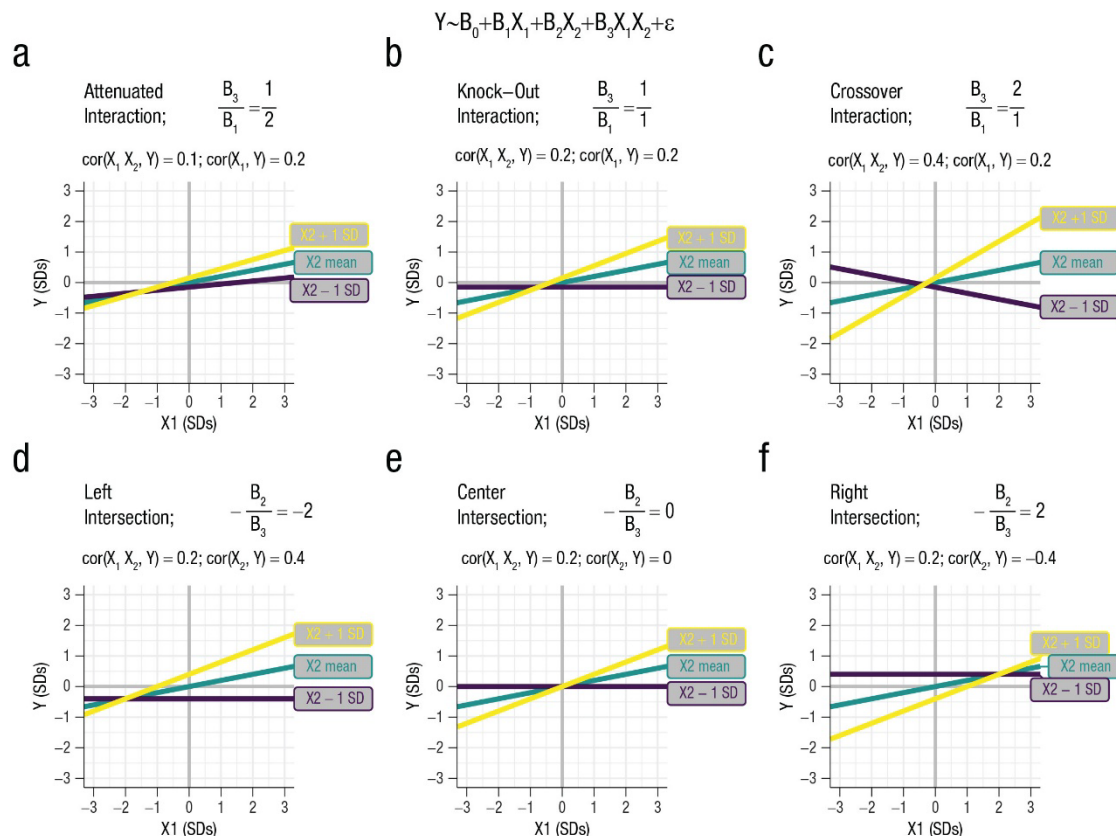 Y~B₀+B₁X₁+B₂X₂+B₃X₁X₂+ε
a
Attenuated
Interaction;
B₃/B₁ = 1/2
cor(X₁ X₂, Y) = 0.1; cor(X₁, Y) = 0.2
3
2
1
0
−1
−2
−3
Y (SDs)
X2 + 1 SD
X2 mean
X2 − 1 SD
−3 −2 −1 0 1 2 3
X1 (SDs)
b
Knock–Out
Interaction;
B₃/B₁ = 1/1
cor(X₁ X₂, Y) = 0.2; cor(X₁, Y) = 0.2
3
2
1
0
−1
−2
−3
Y (SDs)
X2 + 1 SD
X2 mean
X2 − 1 SD
−3 −2 −1 0 1 2 3
X1 (SDs)
c
Crossover
Interaction;
B₃/B₁ = 2/1
cor(X₁ X₂, Y) = 0.4; cor(X₁, Y) = 0.2
3
2
1
0
−1
−2
−3
Y (SDs)
X2 +1 SD
X2 mean
X2 − 1 SD
−3 −2 −1 0 1 2 3
X1 (SDs)
d
Left
Intersection;
− B₂/B₃ = −2
cor(X₁ X₂, Y) = 0.2; cor(X₂, Y) = 0.4
3
2
1
0
−1
−2
−3
Y (SDs)
X2 + 1 SD
X2 mean
X2 − 1 SD
−3 −2 −1 0 1 2 3
X1 (SDs)
e
Center
Intersection;
− B₂/B₃ = 0
cor(X₁ X₂, Y) = 0.2; cor(X₂, Y) = 0
3
2
1
0
−1
−2
−3
Y (SDs)
X2 + 1 SD
X2 mean
X2 − 1 SD
−3 −2 −1 0 1 2 3
X1 (SDs)
f
Right
Intersection;
− B₂/B₃ = 2
cor(X₁ X₂, Y) = 0.2; cor(X₂, Y) = −0.4
3
2
1
0
−1
−2
−3
Y (SDs)
X2 + 1 SD
X2 mean
X2 − 1 SD
−3 −2 −1 0 1 2 3
X1 (SDs)